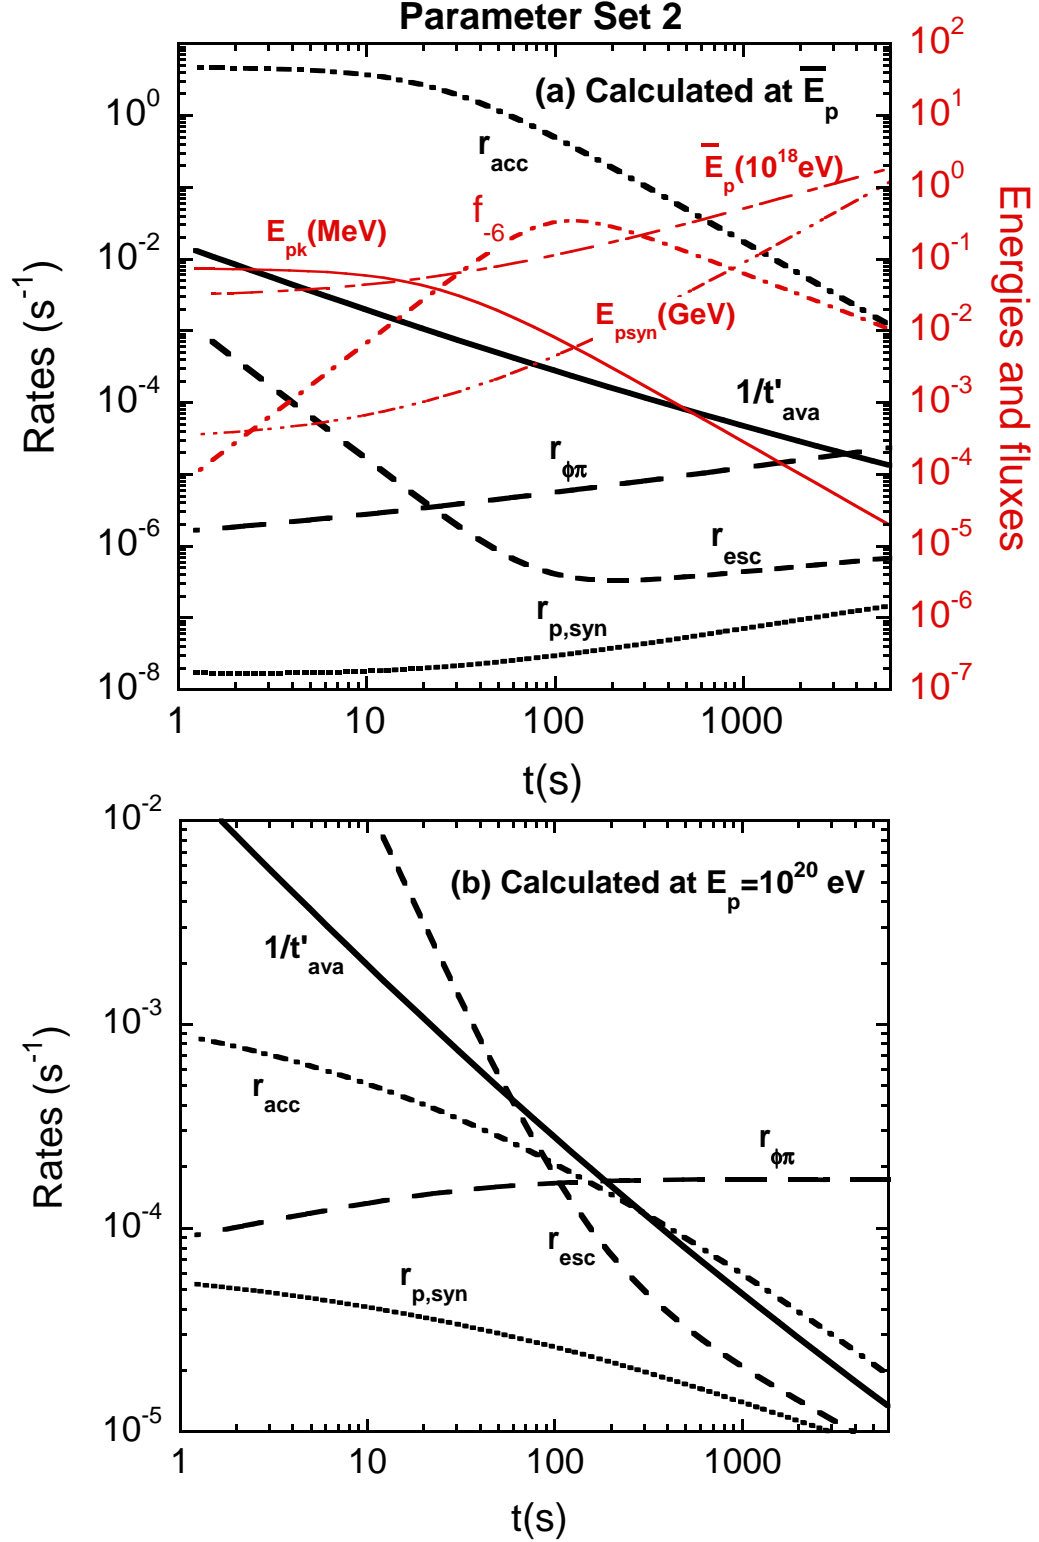 Parameter Set 2
(a) Calculated at E̅p
10^0
10^-2
10^-4
10^-6
10^-8
Rates (s^-1)
10^2
10^1
10^0
10^-1
10^-2
10^-3
10^-4
10^-5
10^-6
10^-7
Energies and fluxes
r_acc
E̅_p(10^18eV)
f_-6
E_pk(MeV)
E_psyn(GeV)
1/t'_ava
r_ϕπ
r_esc
r_p,syn
1
10
100
1000
t(s)
(b) Calculated at E_p=10^20 eV
10^-2
10^-3
10^-4
10^-5
Rates (s^-1)
1/t'_ava
r_acc
r_ϕπ
r_esc
r_p,syn
1
10
100
1000
t(s)